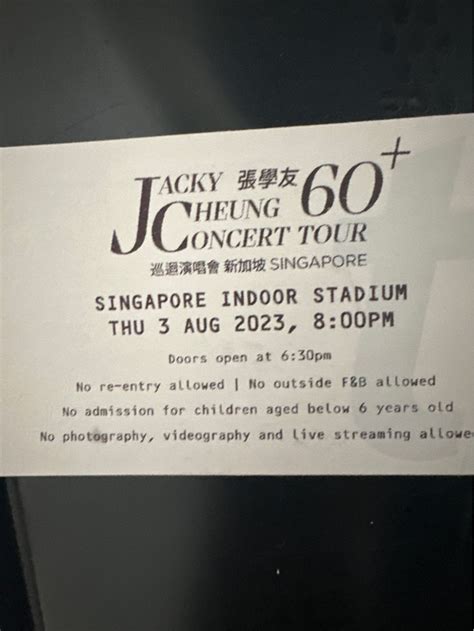 JACKY 張學友 60+
CHEUNG
CONCERT TOUR
巡迴演唱會 新加坡 SINGAPORE
SINGAPORE INDOOR STADIUM
THU 3 AUG 2023, 8:00PM
Doors open at 6:30pm
No re-entry allowed | No outside F&B allowed
No admission for children aged below 6 years old
No photography, videography and live streaming allowe